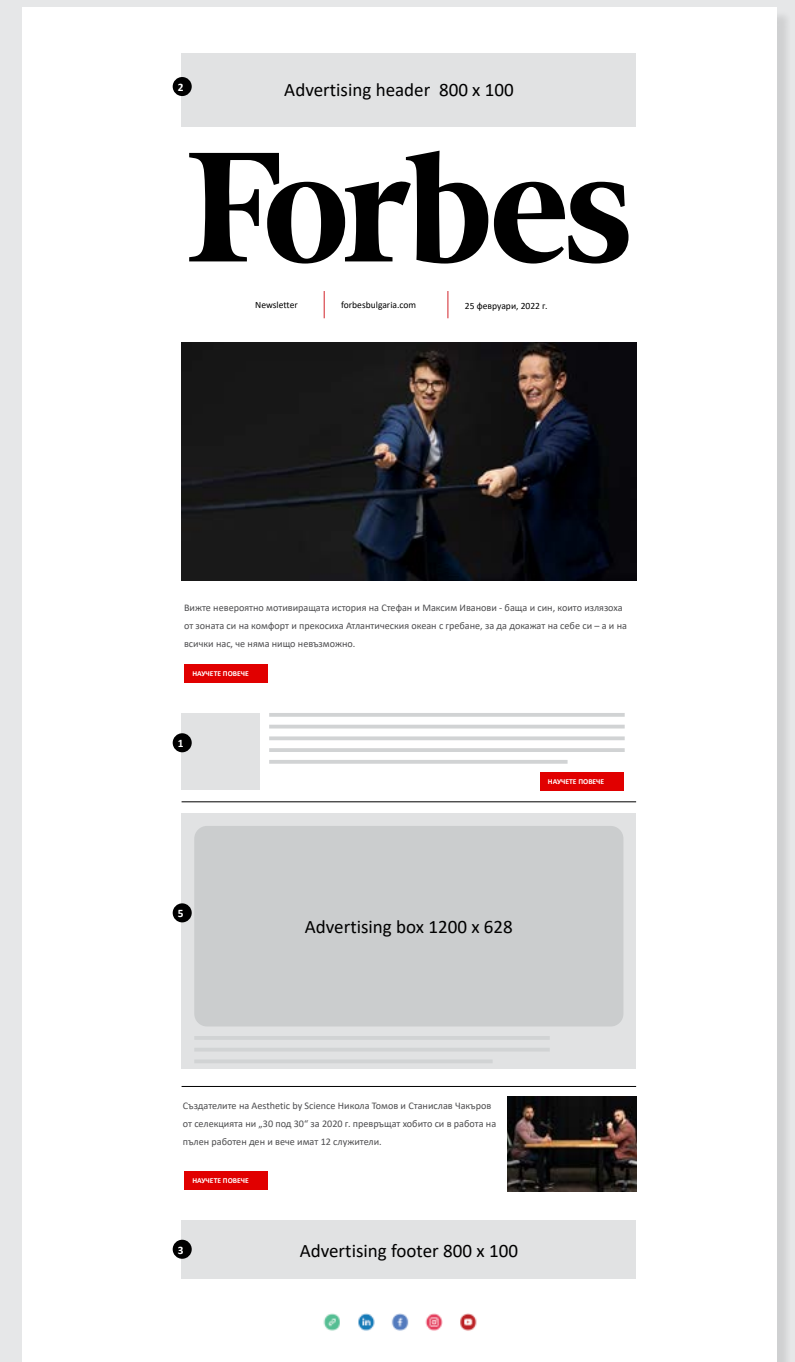 2
Advertising header 800 x 100
Forbes
Newsletter
forbesbulgaria.com
25 февруари, 2022 г.
Вижте невероятно мотивиращата история на Стефан и Максим Иванови - баща и син, които излязоха
от зоната си на комфорт и прекосиха Атлантическия океан с гребане, за да докажат на себе си – а и на
всички нас, че няма нищо невъзможно.
НАУЧЕТЕ ПОВЕЧЕ
1
НАУЧЕТЕ ПОВЕЧЕ
5
Advertising box 1200 x 628
Създателите на Aesthetic by Science Никола Томов и Станислав Чакъров
от селекцията ни „30 под 30“ за 2020 г. превръщат хобито си в работа на
пълен работен ден и вече имат 12 служители.
НАУЧЕТЕ ПОВЕЧЕ
3
Advertising footer 800 x 100